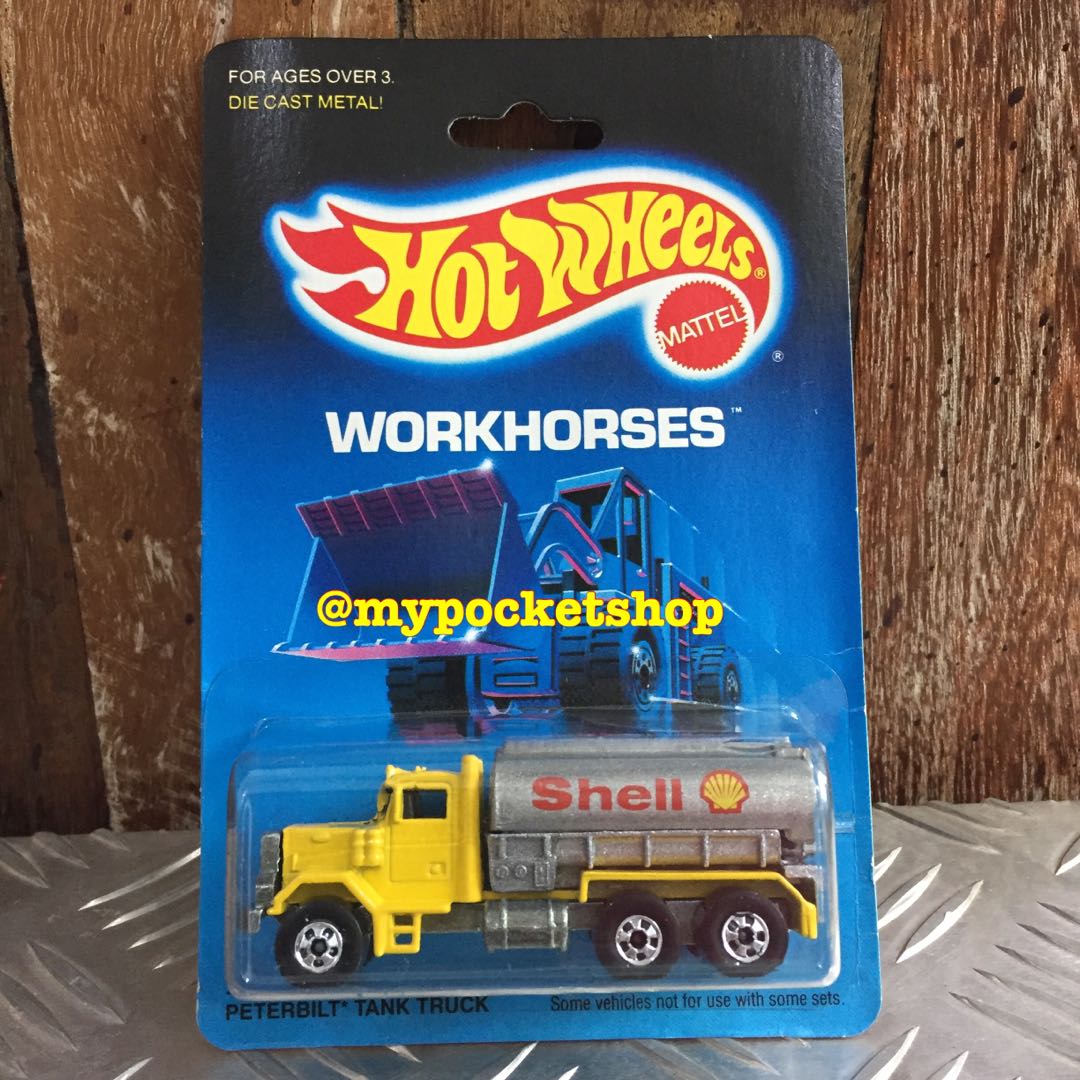 FOR AGES OVER 3.
DIE CAST METAL!
Hot Wheels®
MATTEL
®
WORKHORSES™
@mypocketshop
Shell
PETERBILT* TANK TRUCK
Some vehicles not for use with some sets.